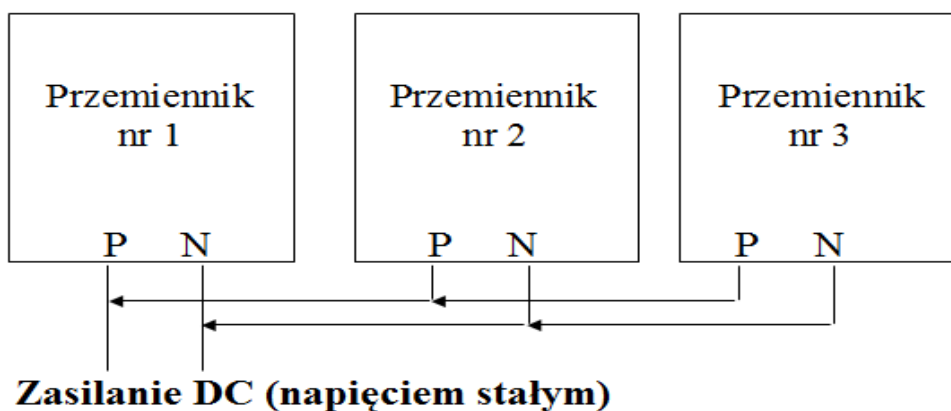 Przemiennik
nr 1
Przemiennik
nr 2
Przemiennik
nr 3
P N
P N
P N
Zasilanie DC (napięciem stałym)